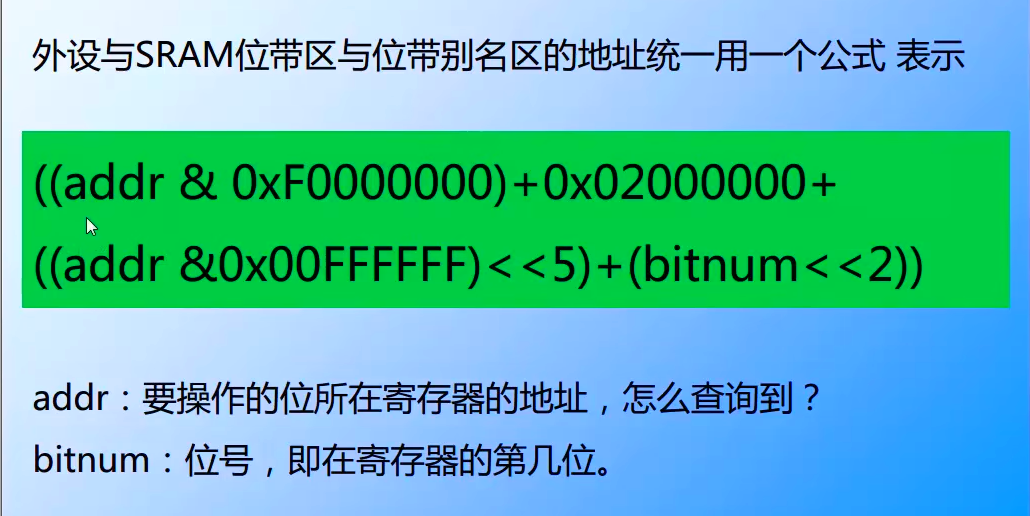 外设与SRAM位带区与位带别名区的地址统一用一个公式 表示
((addr & 0xF0000000)+0x02000000+
((addr &0x00FFFFFF)<<5)+(bitnum<<2))
addr：要操作的位所在寄存器的地址，怎么查询到？
bitnum：位号，即在寄存器的第几位。